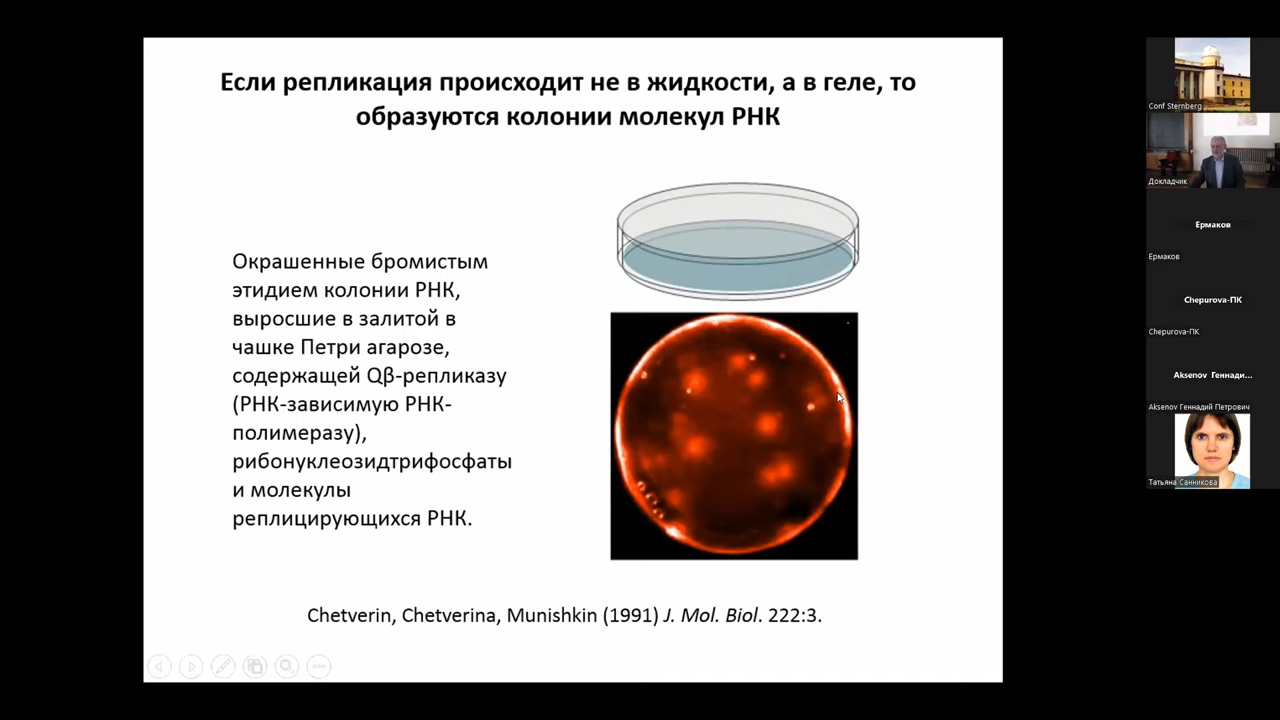 Если репликация происходит не в жидкости, а в геле, то
образуются колонии молекул РНК
Окрашенные бромистым
этидием колонии РНК,
выросшие в залитой в
чашке Петри агарозе,
содержащей Qβ-репликазу
(РНК-зависимую РНК-
полимеразу),
рибонуклеозидтрифосфаты
и молекулы
реплицирующихся РНК.
Chetverin, Chetverina, Munishkin (1991) J. Mol. Biol. 222:3.
Conf Sternberg
Докладчик
Ермаков
Ермаков
Chepurova-ПК
Chepurova-ПК
Aksenov Геннади...
Aksenov Геннадий Петрович
Татьяна Санникова